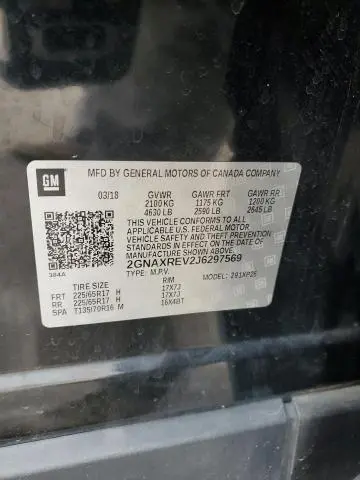 GM
MFD BY GENERAL MOTORS OF CANADA COMPANY
03/18 GVWR GAWR FRT GAWR RR
2100 KG 1175 KG 1200 KG
4630 LB 2590 LB 2645 LB
THIS VEHICLE CONFORMS TO ALL
APPLICABLE U.S. FEDERAL MOTOR
VEHICLE SAFETY, BUMPER, AND THEFT
PREVENTION STANDARDS IN
EFFECT ON THE DATE OF
MANUFACTURE SHOWN ABOVE.
384A 2GNAXREV2J6297569
TYPE: M.P.V. MODEL:
TIRE SIZE RIM
FRT 225/65R17 H 17X7J
RR 225/65R17 H 17X7J
SPA T135/70R16 M 16X4BT